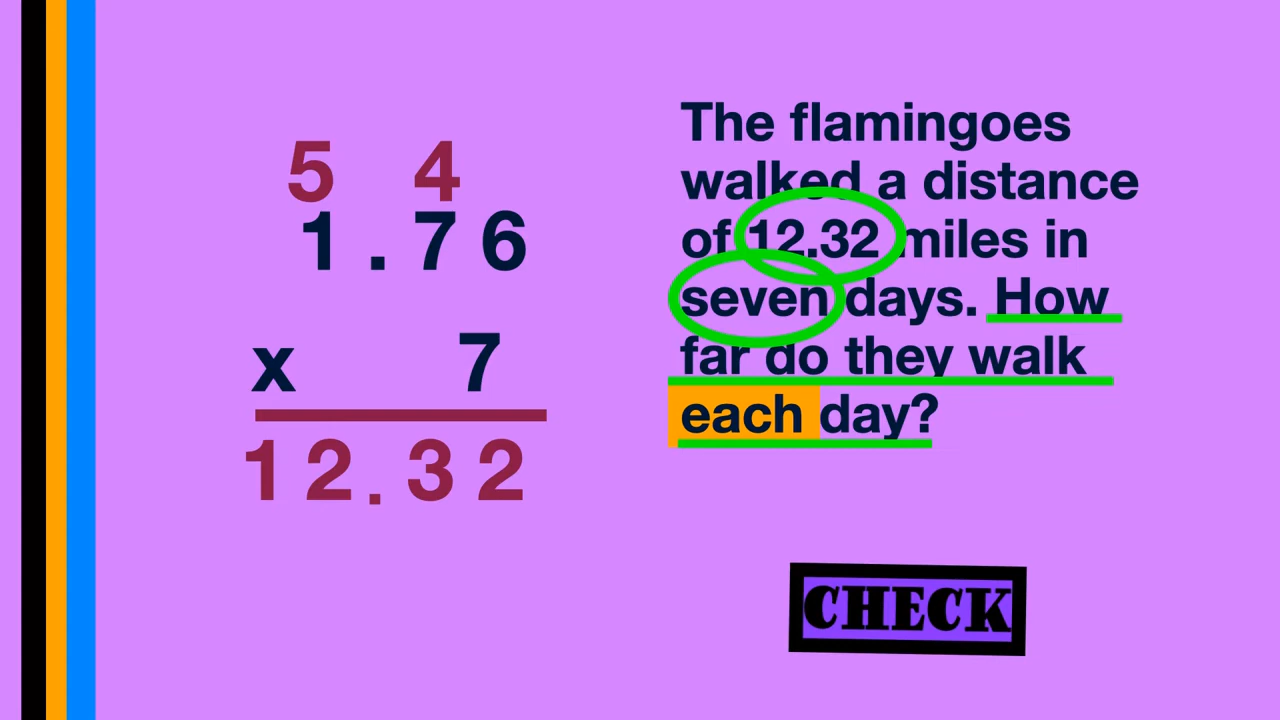 5 4
1.76
x 7
12.32
The flamingoes
walked a distance
of 12.32 miles in
seven days. How
far do they walk
each day?
CHECK